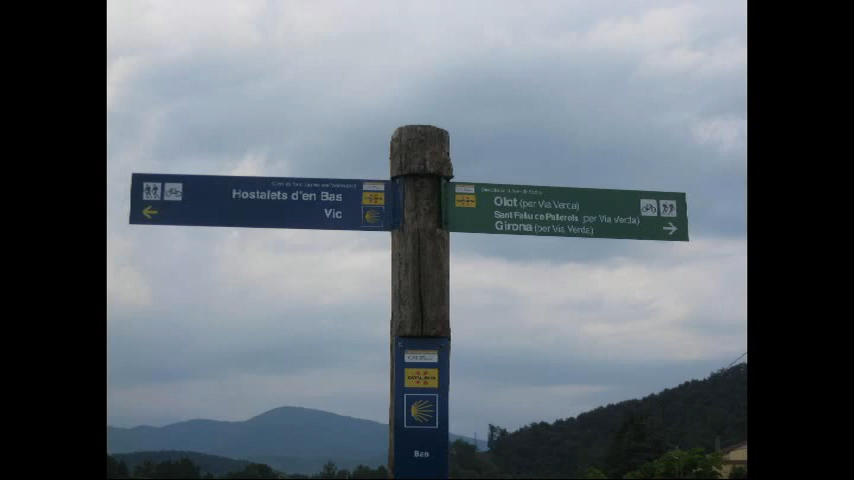 Hostalets d'en Bas
Vic
Olot (per Via Verda)
Sant Feliu de Pallerols (per Via Verda)
Girona (per Via Verda)
CATALUNYA
Bas